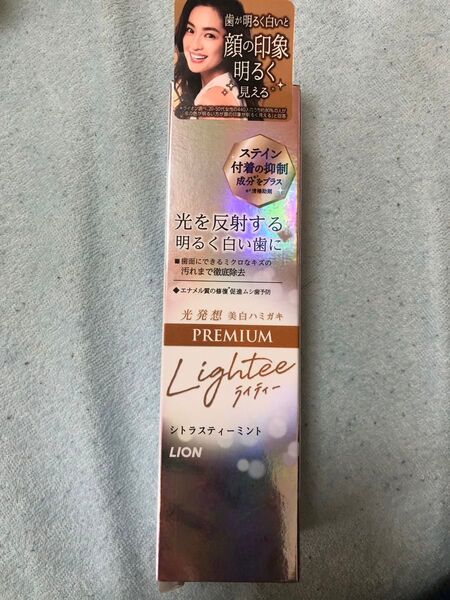 歯が明るく白いと
顔の印象
明るく
見える*
ステイン
付着の抑制
成分*をプラス
*清掃助剤
光を反射する
明るく白い歯に
■歯面にできるミクロなキズの
汚れまで徹底除去
◆エナメル質の修復*促進ムシ歯予防
光発想 美白ハミガキ
PREMIUM
Lightee
ライティー
シトラスティーミント
LION